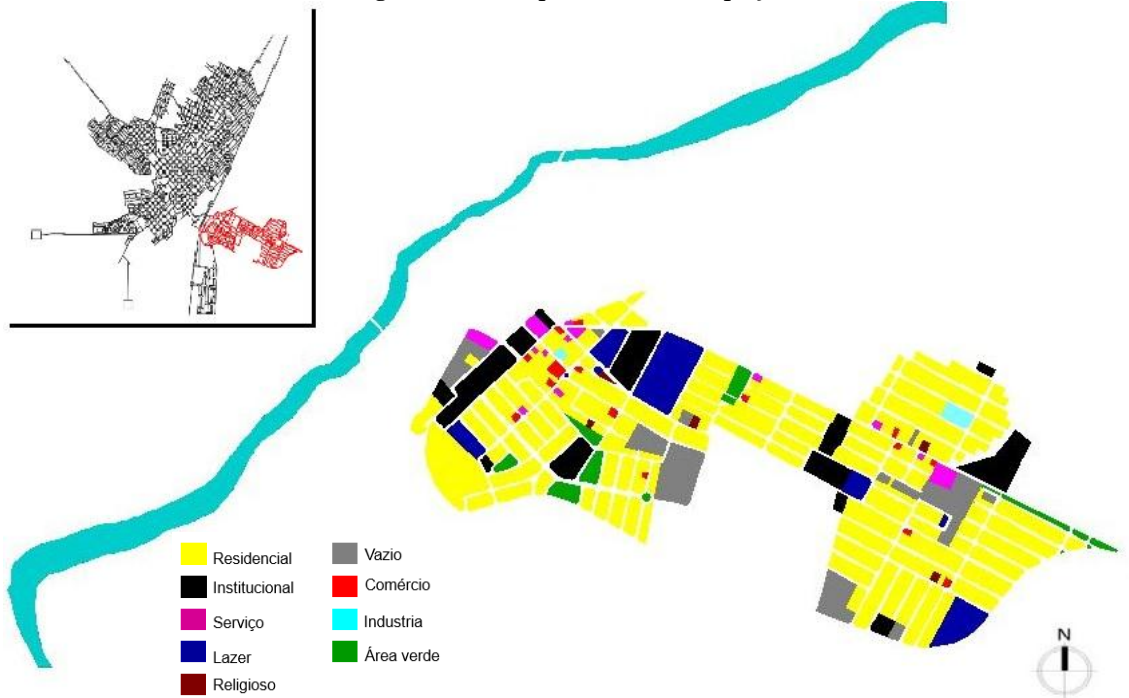 Residencial
Institucional
Serviço
Lazer
Religioso
Vazio
Comércio
Industria
Área verde
N